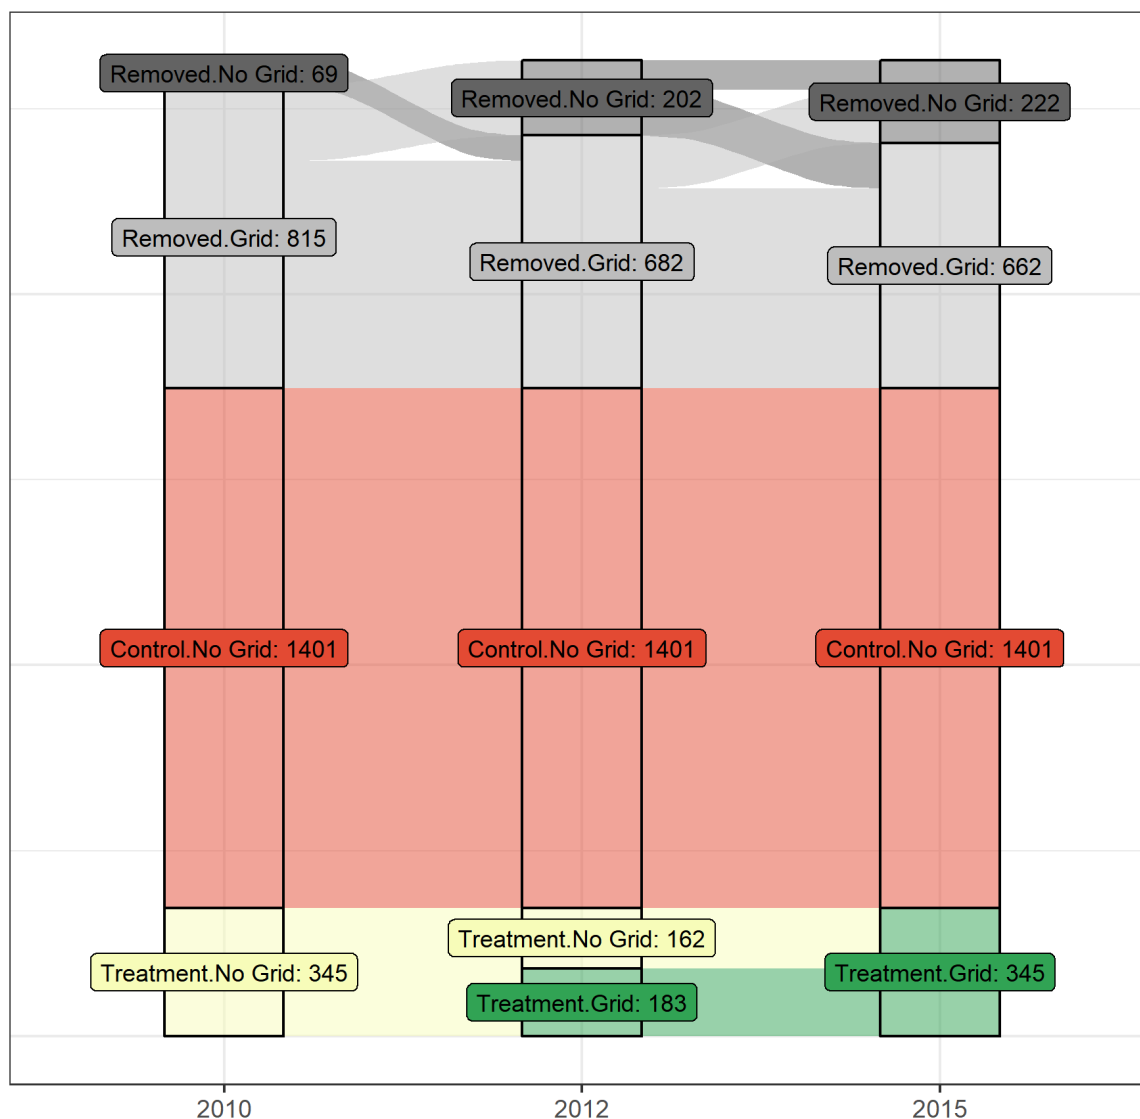 Removed.No Grid: 69
Removed.No Grid: 202
Removed.No Grid: 222
Removed.Grid: 815
Removed.Grid: 682
Removed.Grid: 662
Control.No Grid: 1401
Control.No Grid: 1401
Control.No Grid: 1401
Treatment.No Grid: 345
Treatment.No Grid: 162
Treatment.Grid: 345
Treatment.Grid: 183
2010
2012
2015